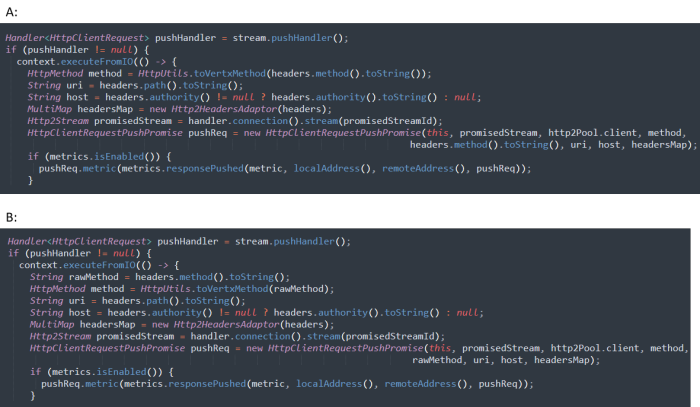 A:
Handler<HttpClientRequest> pushHandler = stream.pushHandler();
if (pushHandler != null) {
  context.executeFromIO(() -> {
    HttpMethod method = HttpUtils.toVertxMethod(headers.method().toString());
    String uri = headers.path().toString();
    String host = headers.authority() != null ? headers.authority().toString() : null;
    MultiMap headersMap = new Http2HeadersAdaptor(headers);
    Http2Stream promisedStream = handler.connection().stream(promisedStreamId);
    HttpClientRequestPushPromise pushReq = new HttpClientRequestPushPromise(this, promisedStream, http2Pool.client, method,
                                                                            headers.method().toString(), uri, host, headersMap);
    if (metrics.isEnabled()) {
      pushReq.metric(metrics.responsePushed(metric, localAddress(), remoteAddress(), pushReq));
    }
B:
Handler<HttpClientRequest> pushHandler = stream.pushHandler();
if (pushHandler != null) {
  context.executeFromIO(() -> {
    String rawMethod = headers.method().toString();
    HttpMethod method = HttpUtils.toVertxMethod(rawMethod);
    String uri = headers.path().toString();
    String host = headers.authority() != null ? headers.authority().toString() : null;
    MultiMap headersMap = new Http2HeadersAdaptor(headers);
    Http2Stream promisedStream = handler.connection().stream(promisedStreamId);
    HttpClientRequestPushPromise pushReq = new HttpClientRequestPushPromise(this, promisedStream, http2Pool.client, method,
                                                                            rawMethod, uri, host, headersMap);
    if (metrics.isEnabled()) {
      pushReq.metric(metrics.responsePushed(metric, localAddress(), remoteAddress(), pushReq));
    }